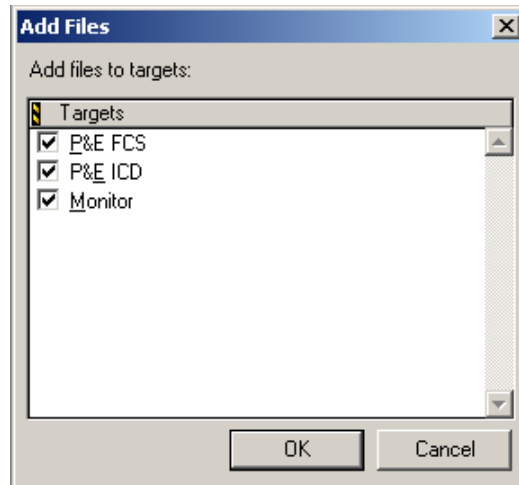 Add Files
Add files to targets:
Targets
P&E FCS
P&E ICD
Monitor
OK Cancel